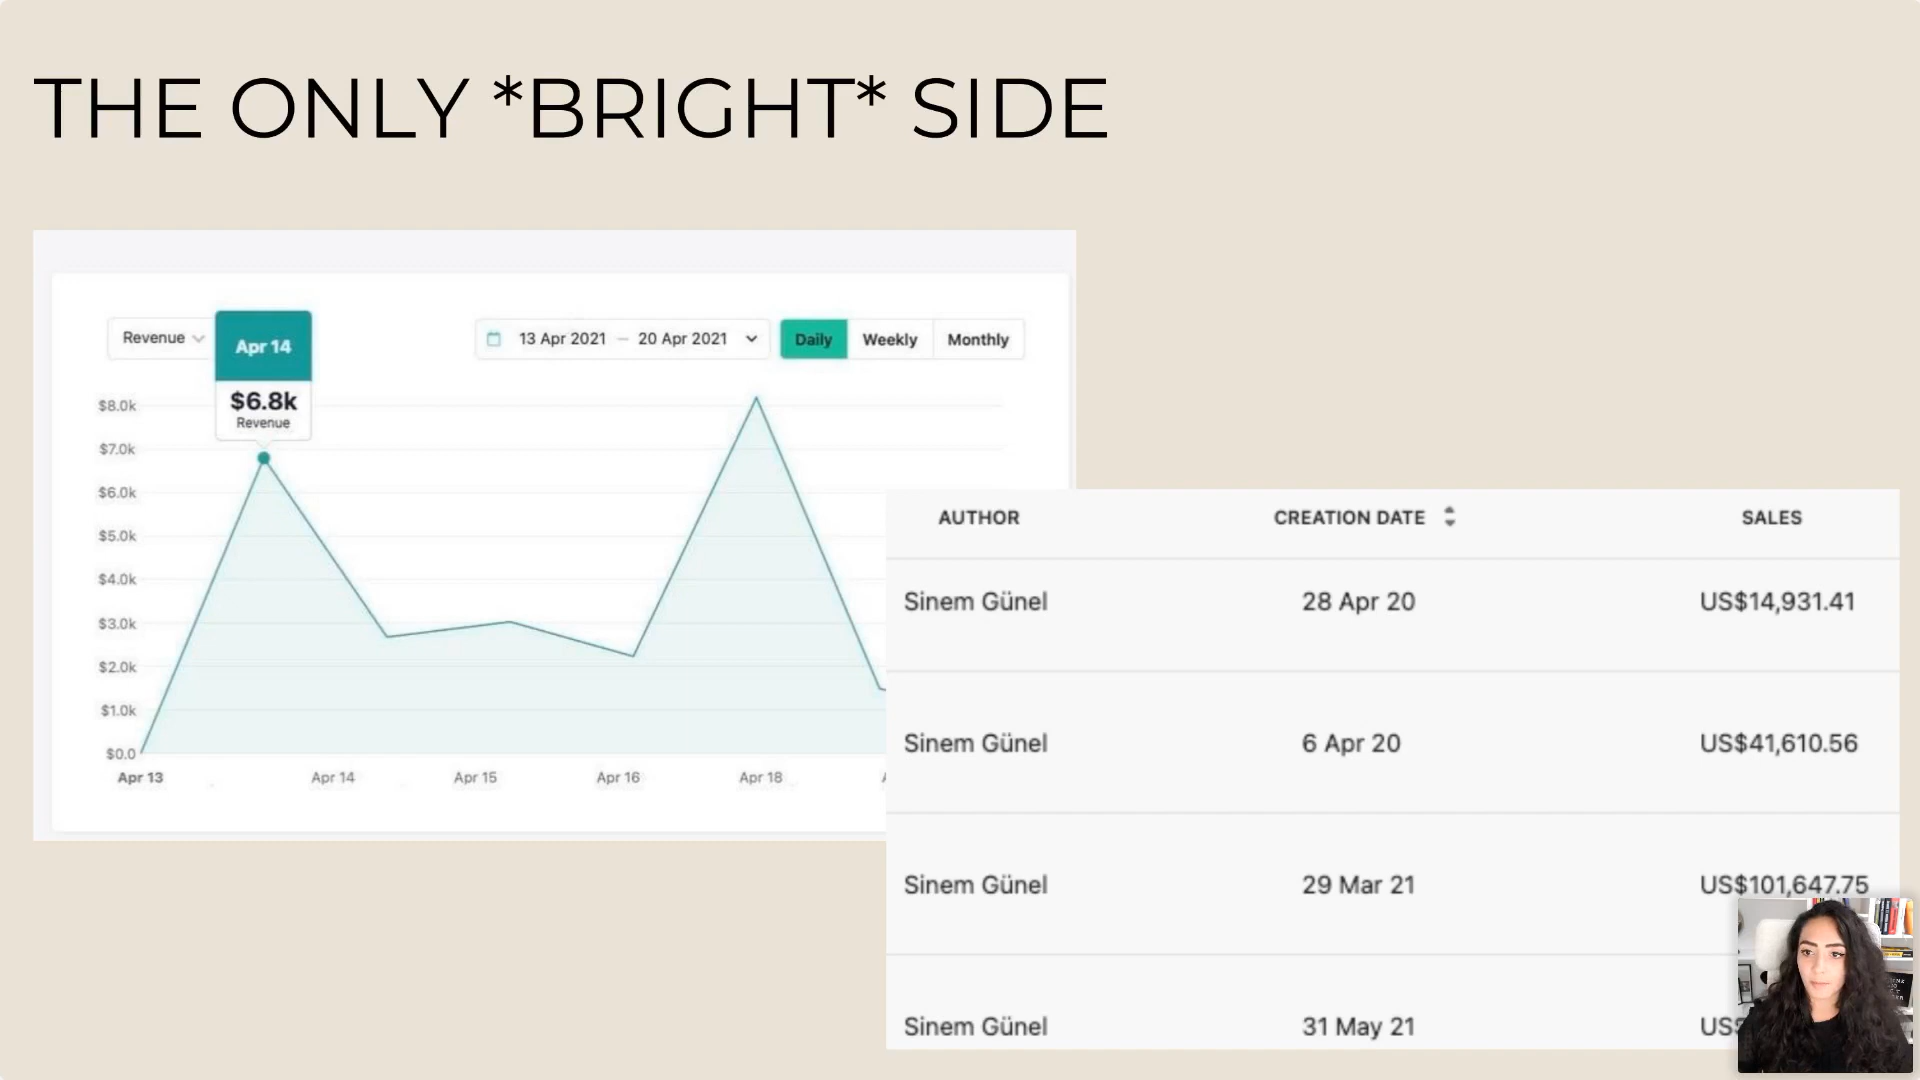 THE ONLY *BRIGHT* SIDE
Revenue
Apr 14
$6.8k
Revenue
13 Apr 2021 – 20 Apr 2021
Daily
Weekly
Monthly
$8.0k
$7.0k
$6.0k
$5.0k
$4.0k
$3.0k
$2.0k
$1.0k
$0.0
Apr 13
Apr 14
Apr 15
Apr 16
Apr 18
AUTHOR CREATION DATE SALES
Sinem Günel 28 Apr 20 US$14,931.41
Sinem Günel 6 Apr 20 US$41,610.56
Sinem Günel 29 Mar 21 US$101,647.75
Sinem Günel 31 May 21